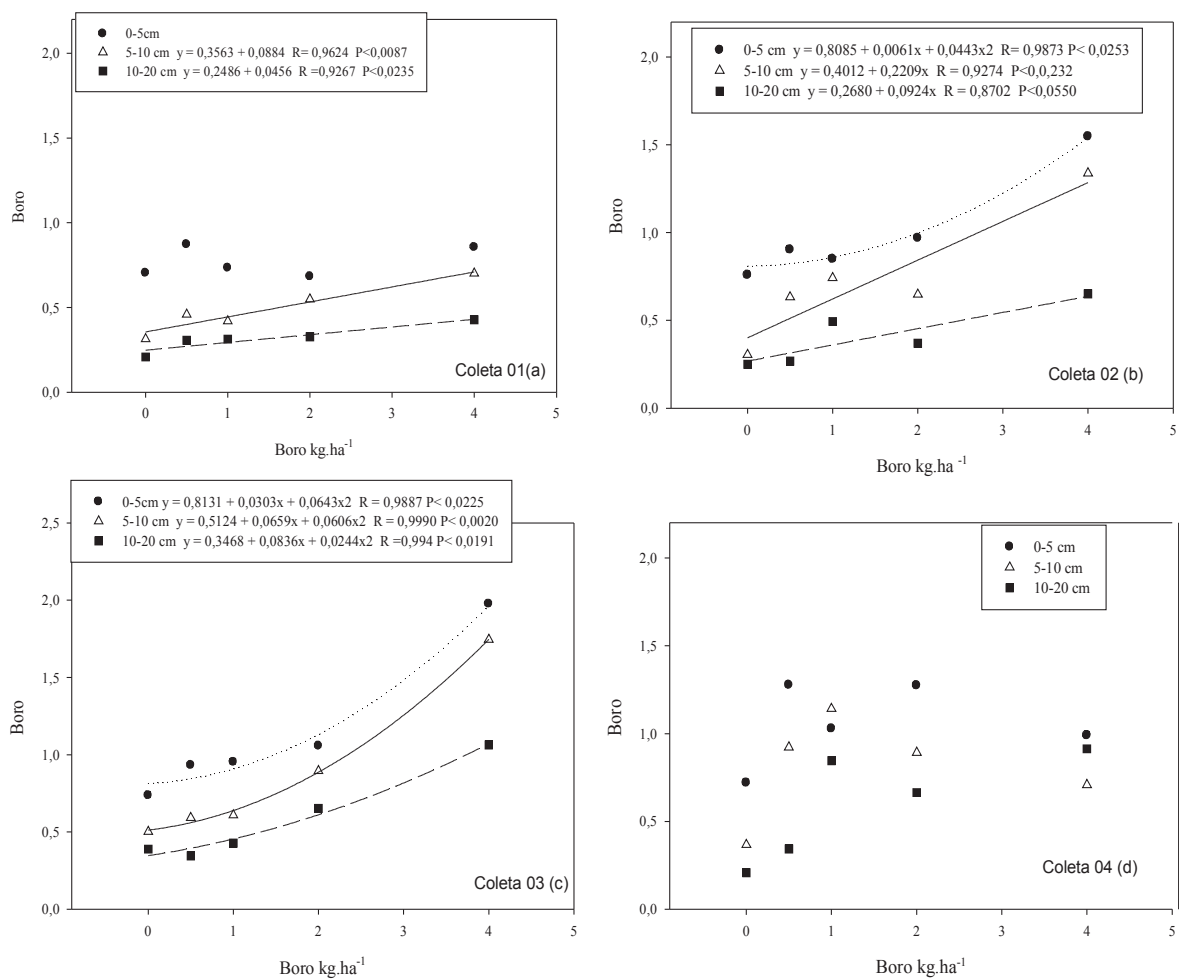 0-5cm
5-10 cm y = 0,3563 + 0,0884 R= 0,9624 P<0,0087
10-20 cm y = 0,2486 + 0,0456 R =0,9267 P<0,0235
2,0
1,5
1,0
0,5
0,0
Boro
0 1 2 3 4 5
Boro kg.ha-1
Coleta 01(a)
0-5 cm y = 0,8085 + 0,0061x + 0,0443x2 R= 0,9873 P< 0,0253
5-10 cm y = 0,4012 + 0,2209x R = 0,9274 P<0,0,232
10-20 cm y = 0,2680 + 0,0924x R = 0,8702 P<0,0550
2,0
1,5
1,0
0,5
0,0
Boro
0 1 2 3 4 5
Boro kg.ha -1
Coleta 02 (b)
0-5cm y = 0,8131 + 0,0303x + 0,0643x2 R = 0,9887 P< 0,0225
5-10 cm y = 0,5124 + 0,0659x + 0,0606x2 R = 0,9990 P< 0,0020
10-20 cm y = 0,3468 + 0,0836x + 0,0244x2 R =0,994 P< 0,0191
2,5
2,0
1,5
1,0
0,5
0,0
Boro
0 1 2 3 4 5
Boro kg.ha-1
Coleta 03 (c)
0-5 cm
5-10 cm
10-20 cm
2,0
1,5
1,0
0,5
0,0
Boro
0 1 2 3 4 5
Boro kg.ha-1
Coleta 04 (d)